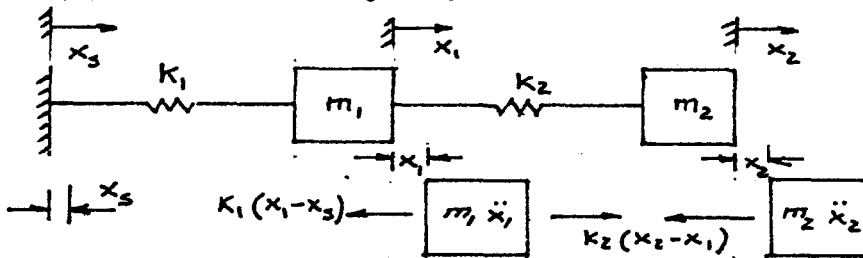 x_s x_1 x_2
K_1 K_2
m_1 m_2
x_1 x_2
x_s K_1 (x_1-x_s) m_1 ẍ_1 K_2 (x_2-x_1) m_2 ẍ_2